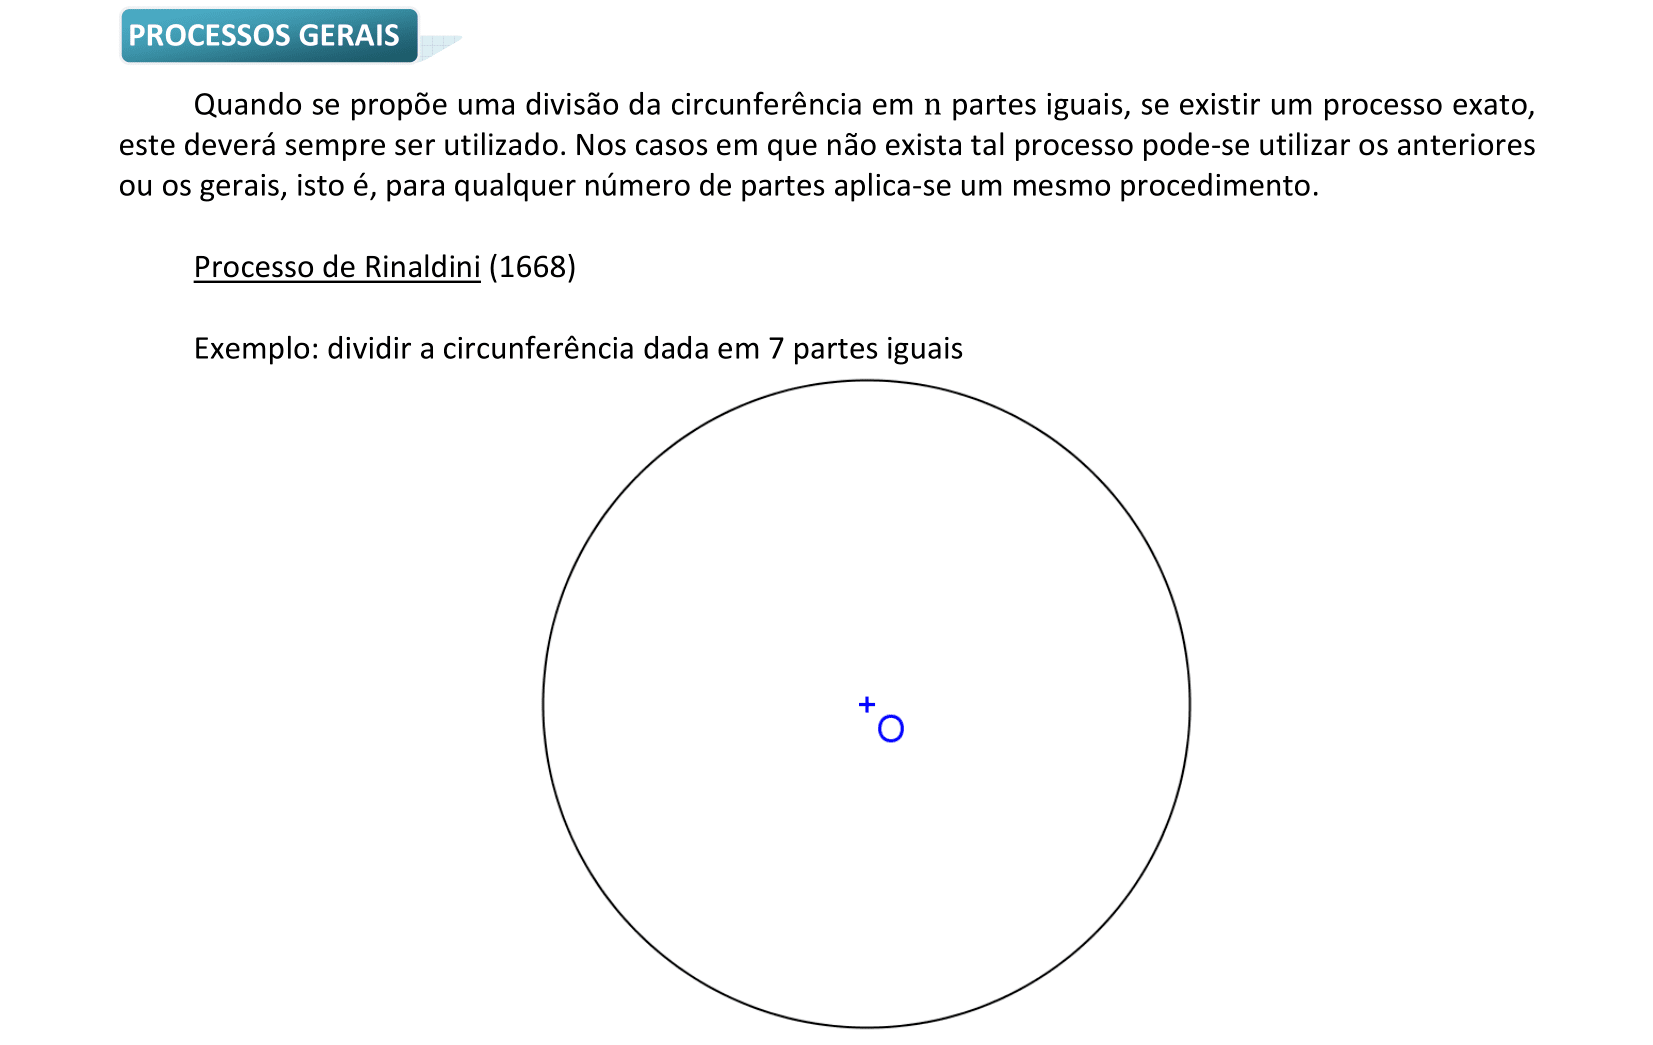 PROCESSOS GERAIS
Quando se propõe uma divisão da circunferência em n partes iguais, se existir um processo exato,
este deverá sempre ser utilizado. Nos casos em que não exista tal processo pode-se utilizar os anteriores
ou os gerais, isto é, para qualquer número de partes aplica-se um mesmo procedimento.
Processo de Rinaldini (1668)
Exemplo: dividir a circunferência dada em 7 partes iguais
O